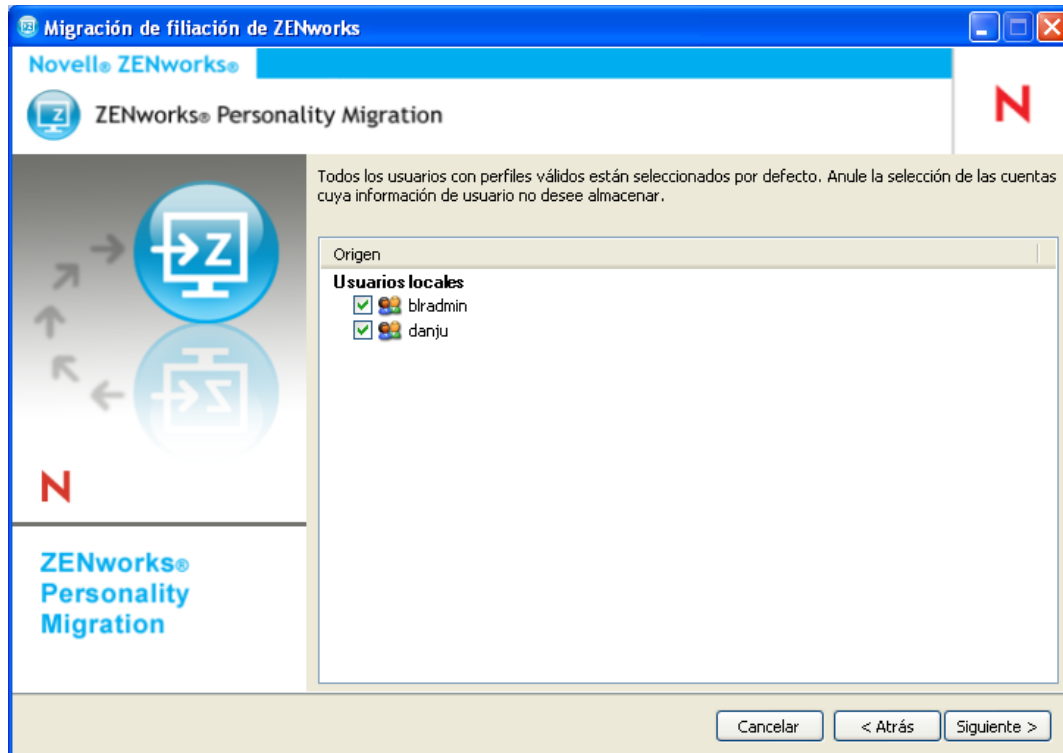 Migración de filiación de ZENworks
Novell® ZENworks®
Z
ZENworks® Personality Migration
N
Todos los usuarios con perfiles válidos están seleccionados por defecto. Anule la selección de las cuentas
cuya información de usuario no desee almacenar.
Z
Origen
Usuarios locales
blradmin
danju
N
ZENworks®
Personality
Migration
Cancelar
< Atrás
Siguiente >